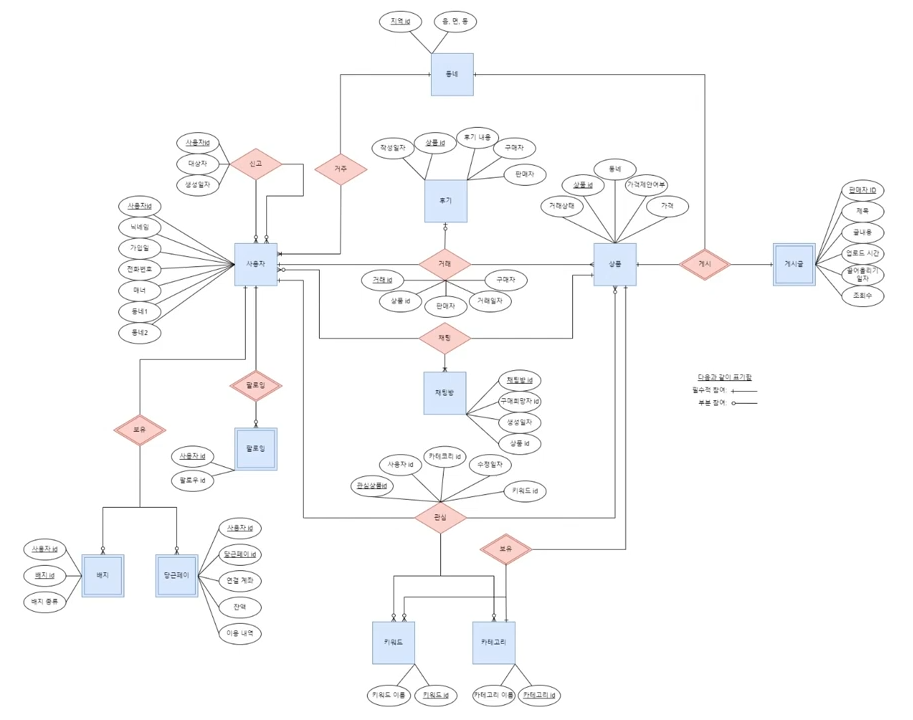 지역 id
읍, 면, 동
동네
사용자id
대상자
생성일자
신고
거주
작성일자
상품 id
후기 내용
구매자
판매자
후기
동네
상품 id
가격제안여부
거래상태
가격
판매자 ID
제목
글내용
업로드 시간
끌어올리기
일자
조회수
사용자id
닉네임
가입일
전화번호
매너
동네1
동네2
사용자
거래
상품
게시
게시글
거래 id
구매자
상품 id
판매자
거래일자
채팅
채팅방
채팅방 id
구매희망자 id
생성일자
상품 id
다음과 같이 표기함
필수적 참여:
부분 참여:
팔로잉
보유
팔로잉
사용자 id
팔로우 id
사용자 id
카테고리 id
수정일자
관심상품id
키워드 id
관심
보유
사용자 id
배지 id
배지 종류
배지
당근페이
사용자 id
당근페이 id
연결 계좌
잔액
이용 내역
키워드
카테고리
키워드 이름
키워드 id
카테고리 이름
카테고리 id